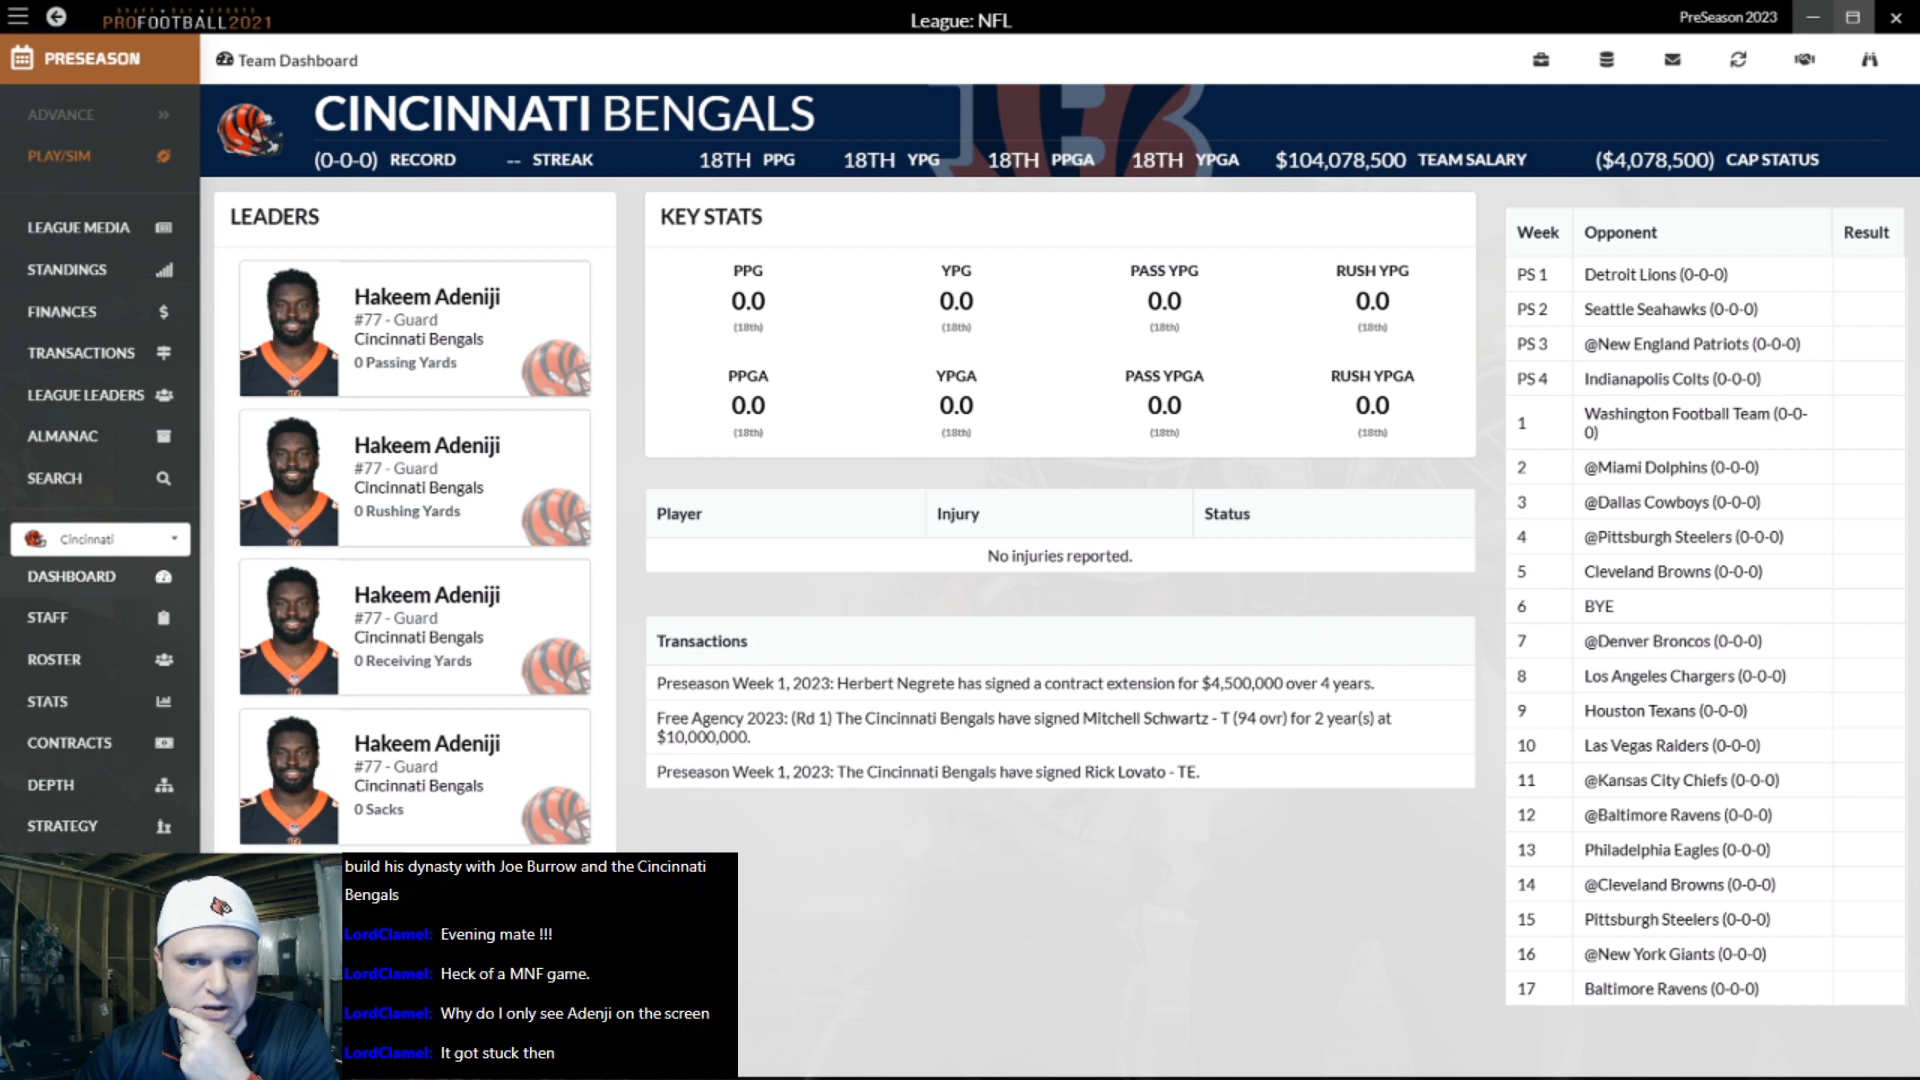 DRAFT DAY SPORTS
PROFOOTBALL2021
League: NFL
PreSeason 2023
PRESEASON
Team Dashboard
ADVANCE
PLAY/SIM
CINCINNATI BENGALS
(0-0-0) RECORD -- STREAK 18TH PPG 18TH YPG 18TH PPGA 18TH YPGA $104,078,500 TEAM SALARY ($4,078,500) CAP STATUS
LEAGUE MEDIA
STANDINGS
FINANCES
TRANSACTIONS
LEAGUE LEADERS
ALMANAC
SEARCH
Cincinnati
DASHBOARD
STAFF
ROSTER
STATS
CONTRACTS
DEPTH
STRATEGY
LEADERS
Hakeem Adeniji
#77 - Guard
Cincinnati Bengals
0 Passing Yards
Hakeem Adeniji
#77 - Guard
Cincinnati Bengals
0 Rushing Yards
Hakeem Adeniji
#77 - Guard
Cincinnati Bengals
0 Receiving Yards
Hakeem Adeniji
#77 - Guard
Cincinnati Bengals
0 Sacks
KEY STATS
PPG YPG PASS YPG RUSH YPG
0.0 0.0 0.0 0.0
(18th) (18th) (18th) (18th)
PPGA YPGA PASS YPGA RUSH YPGA
0.0 0.0 0.0 0.0
(18th) (18th) (18th) (18th)
Player Injury Status
No injuries reported.
Transactions
Preseason Week 1, 2023: Herbert Negrete has signed a contract extension for $4,500,000 over 4 years.
Free Agency 2023: (Rd 1) The Cincinnati Bengals have signed Mitchell Schwartz - T (94 ovr) for 2 year(s) at
$10,000,000.
Preseason Week 1, 2023: The Cincinnati Bengals have signed Rick Lovato - TE.
Week Opponent Result
PS 1 Detroit Lions (0-0-0)
PS 2 Seattle Seahawks (0-0-0)
PS 3 @New England Patriots (0-0-0)
PS 4 Indianapolis Colts (0-0-0)
1 Washington Football Team (0-0-
0)
2 @Miami Dolphins (0-0-0)
3 @Dallas Cowboys (0-0-0)
4 @Pittsburgh Steelers (0-0-0)
5 Cleveland Browns (0-0-0)
6 BYE
7 @Denver Broncos (0-0-0)
8 Los Angeles Chargers (0-0-0)
9 Houston Texans (0-0-0)
10 Las Vegas Raiders (0-0-0)
11 @Kansas City Chiefs (0-0-0)
12 @Baltimore Ravens (0-0-0)
13 Philadelphia Eagles (0-0-0)
14 @Cleveland Browns (0-0-0)
15 Pittsburgh Steelers (0-0-0)
16 @New York Giants (0-0-0)
17 Baltimore Ravens (0-0-0)
build his dynasty with Joe Burrow and the Cincinnati
Bengals
LordClamel: Evening mate !!!
LordClamel: Heck of a MNF game.
LordClamel: Why do I only see Adenji on the screen
LordClamel: It got stuck then